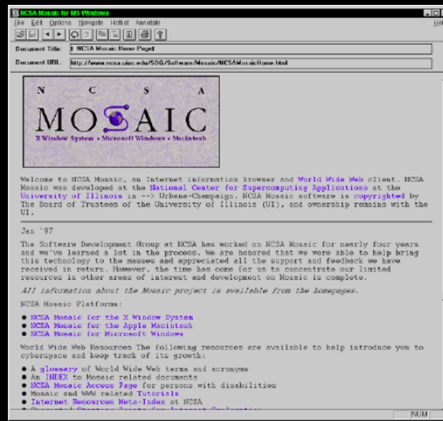 NCSA Mosaic for MS Windows
File Edit Options Navigate Hotlist Annotate
Document Title: NCSA Mosaic Home Page
Document URL: http://www.ncsa.uiuc.edu/SDG/Software/Mosaic/NCSAMosaicHome.html
N C S A
MOSAIC
X Window System • Microsoft Windows • Macintosh
Welcome to NCSA Mosaic, an Internet information browser and World Wide Web client. NCSA
Mosaic was developed at the National Center for Supercomputing Applications at the
University of Illinois in --> Urbana-Champaign. NCSA Mosaic software is copyrighted by
The Board of Trustees of the University of Illinois (UI), and ownership remains with the
UI.
Jan '97
The Software Development Group at NCSA has worked on NCSA Mosaic for nearly four years
and we've learned a lot in the process. We are honored that we were able to help bring
this technology to the masses and appreciated all the support and feedback we have
received in return. However, the time has come for us to concentrate our limited
resources in other areas of interest and development on Mosaic is complete.
All information about the Mosaic project is available from the homepages.
NCSA Mosaic Platforms:
● NCSA Mosaic for the X Window System
● NCSA Mosaic for the Apple Macintosh
● NCSA Mosaic for Microsoft Windows
World Wide Web Resources The following resources are available to help introduce you to
cyberspace and keep track of its growth:
● A glossary of World Wide Web terms and acronyms
● An INDEX to Mosaic related documents
● NCSA Mosaic Access Page for persons with disabilities
● Mosaic and WWW related Tutorials
● Internet Resources Meta-Index at NCSA
NUM